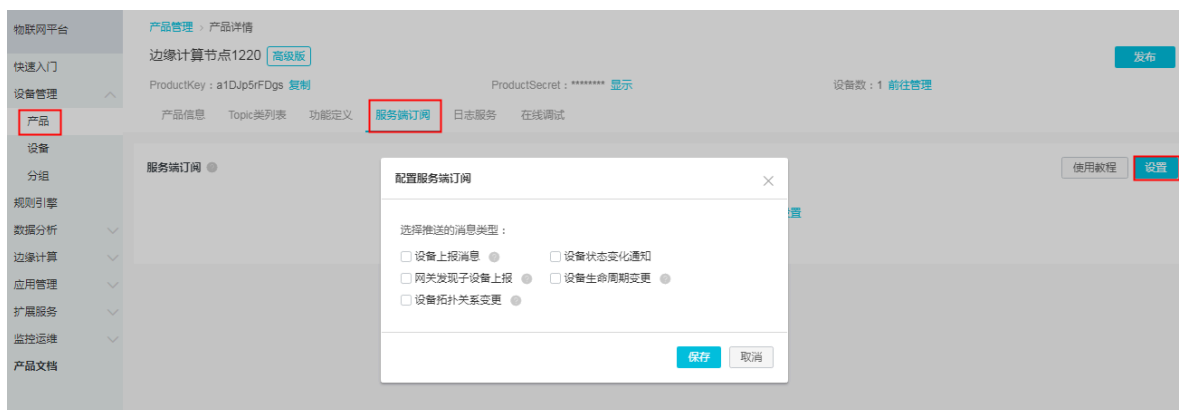 物联网平台
快速入门
设备管理
产品
设备
分组
规则引擎
数据分析
边缘计算
应用管理
扩展服务
监控运维
产品文档
产品管理 > 产品详情
边缘计算节点1220 高级版
发布
ProductKey : a1DJp5rFDgs 复制
ProductSecret : ******** 显示
设备数 : 1 前往管理
产品信息 Topic类列表 功能定义 服务端订阅 日志服务 在线调试
服务端订阅
使用教程 设置
置
配置服务端订阅
选择推送的消息类型 :
设备上报消息 设备状态变化通知
网关发现子设备上报 设备生命周期变更
设备拓扑关系变更
保存 取消